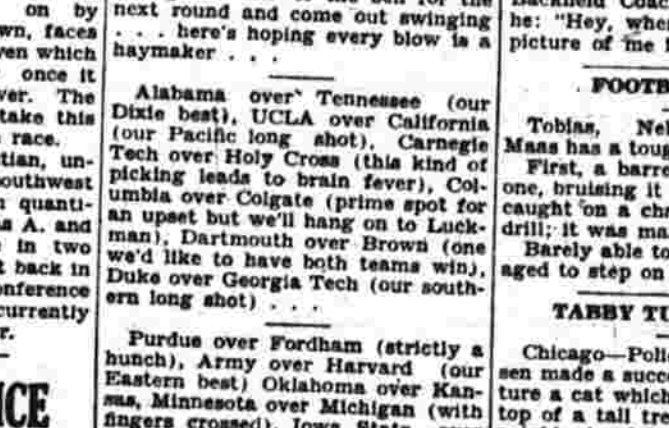 on by
wn, faces
ven which
once it
ver. The
take this
race.
tian, un-
outhwest
quanti-
s A. and
in two
t back in
onference
currently
r.
ICE
next round and come out swinging
. . . here's hoping every blow is a
haymaker . . .
Alabama over Tennessee (our
Dixie best), UCLA over California
(our Pacific long shot), Carnegie
Tech over Holy Cross (this kind of
picking leads to brain fever), Col-
umbia over Colgate (prime spot for
an upset but we'll hang on to Luck-
man), Dartmouth over Brown (one
we'd like to have both teams win),
Duke over Georgia Tech (our south-
ern long shot) . . .
Purdue over Fordham (strictly a
hunch), Army over Harvard (our
Eastern best) Oklahoma over Kan-
sas, Minnesota over Michigan (with
fingers crossed), Iowa State
he: "Hey, whe
picture of me
FOOTB
Tobias, Ne
Maas has a toug
First, a barre
one, bruising it
caught on a cha
drill; it was ma
Barely able to
aged to step on
TABBY TU
Chicago—Poli
sen made a succe
ture a cat which
top of a tall tre